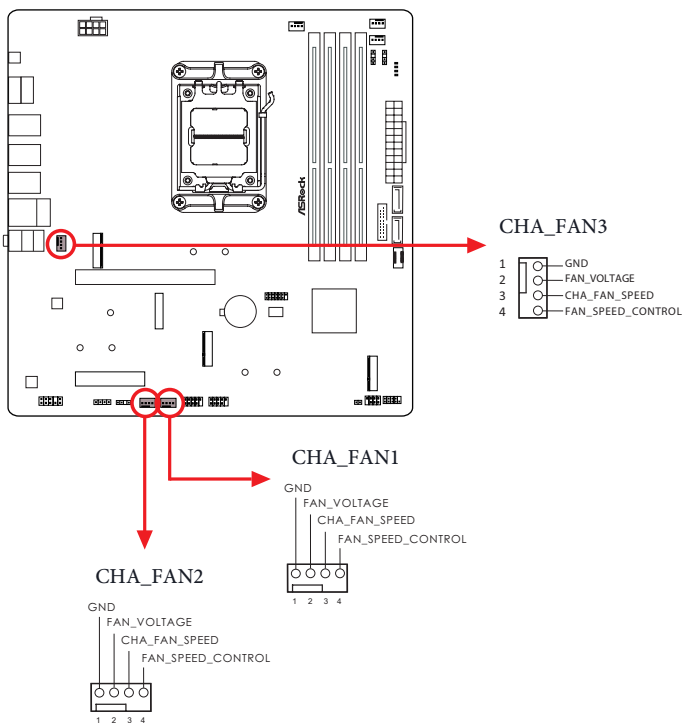 ASRock
CHA_FAN3
1 GND
2 FAN_VOLTAGE
3 CHA_FAN_SPEED
4 FAN_SPEED_CONTROL
CHA_FAN1
GND
FAN_VOLTAGE
CHA_FAN_SPEED
FAN_SPEED_CONTROL
1 2 3 4
CHA_FAN2
GND
FAN_VOLTAGE
CHA_FAN_SPEED
FAN_SPEED_CONTROL
1 2 3 4